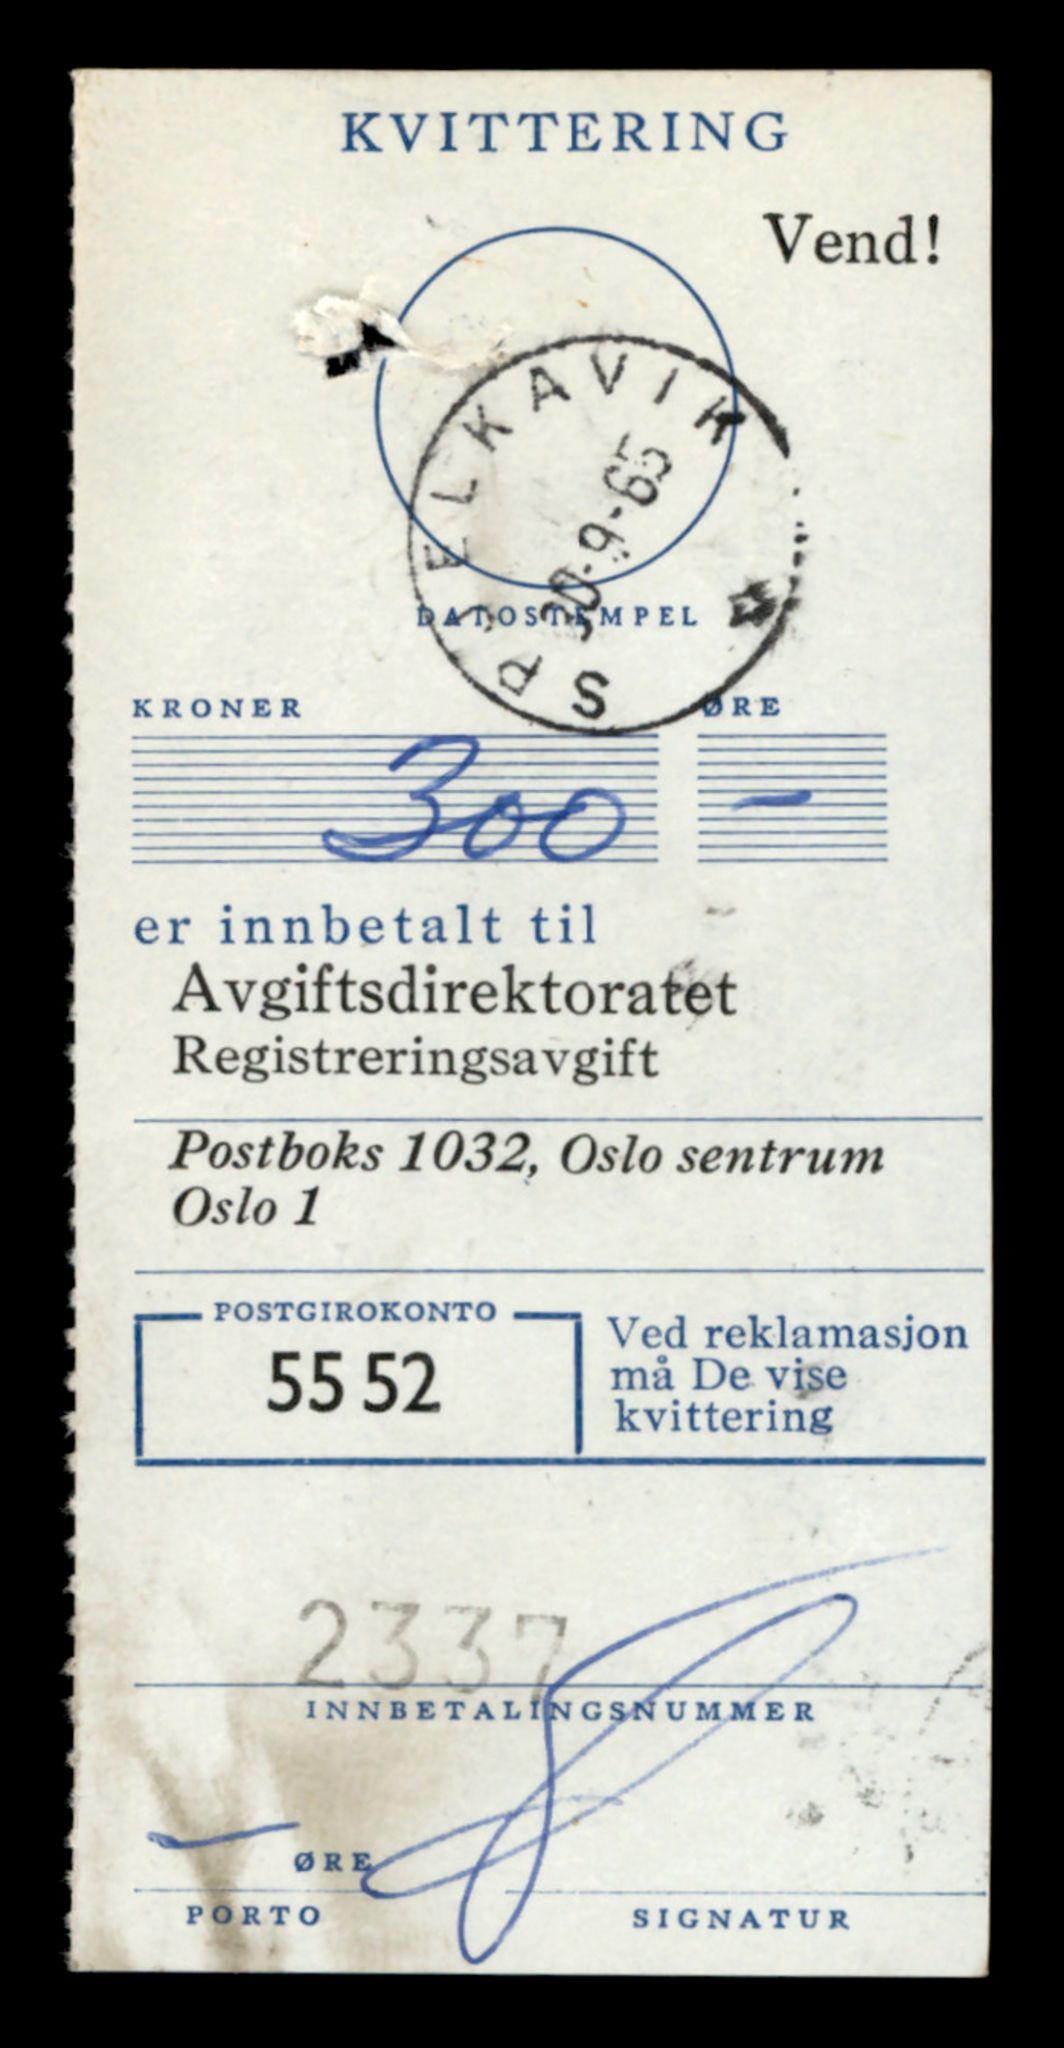 KVITTERING
Vend!
SPJELKAVIK
30-9-65
DATOSTEMPEL
KRONER ØRE
300 -
er innbetalt til
Avgiftsdirektoratet
Registreringsavgift
Postboks 1032, Oslo sentrum
Oslo 1
POSTGIROKONTO
55 52
Ved reklamasjon
må De vise
kvittering
2337
INNBETALINGSNUMMER
- ØRE
PORTO SIGNATUR